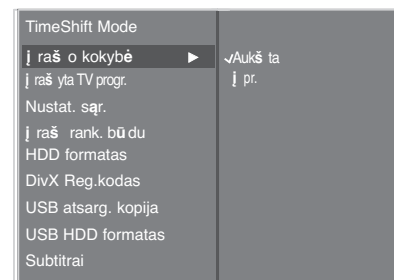 TimeShift Mode
įrašo kokybė ►
✓Aukšta
įpr.
įrašyta TV progr.
Nustat. sąr.
įraš rank. būdu
HDD formatas
DivX Reg.kodas
USB atsarg. kopija
USB HDD formatas
Subtitrai